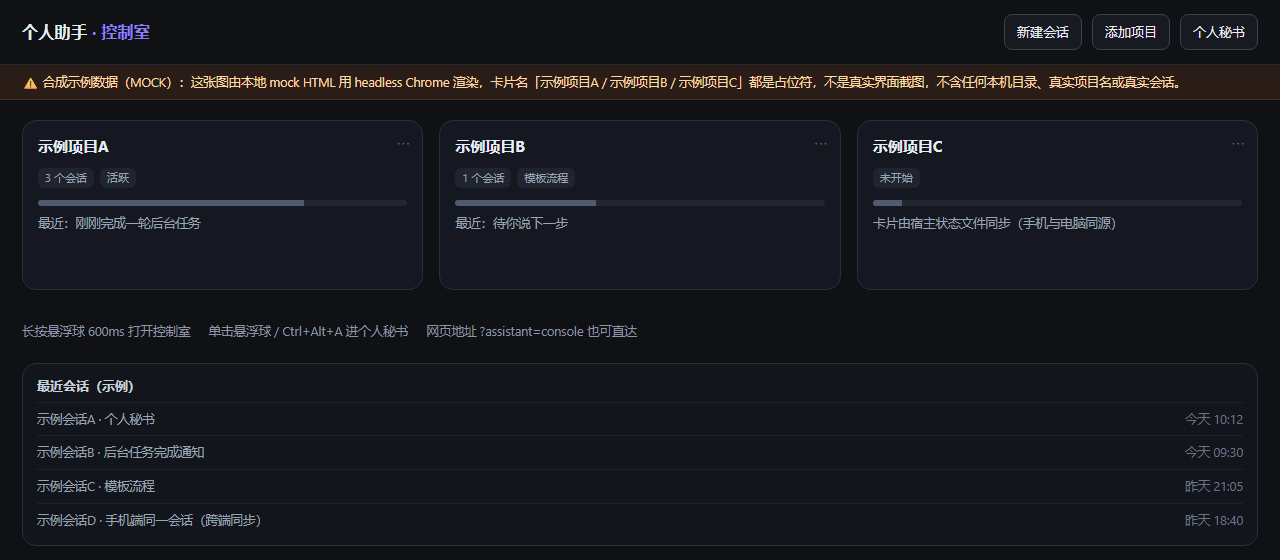 个人助手 · 控制室
新建会话
添加项目
个人秘书
⚠ 合成示例数据（MOCK）：这张图由本地 mock HTML 用 headless Chrome 渲染，卡片名「示例项目A / 示例项目B / 示例项目C」都是占位符，不是真实界面截图，不含任何本机目录、真实项目名或真实会话。
示例项目A
···
3 个会话
活跃
最近：刚刚完成一轮后台任务
示例项目B
···
1 个会话
模板流程
最近：待你说下一步
示例项目C
···
未开始
卡片由宿主状态文件同步（手机与电脑同源）
长按悬浮球 600ms 打开控制室
单击悬浮球 / Ctrl+Alt+A 进个人秘书
网页地址 ?assistant=console 也可直达
最近会话（示例）
示例会话A · 个人秘书 今天 10:12
示例会话B · 后台任务完成通知 今天 09:30
示例会话C · 模板流程 昨天 21:05
示例会话D · 手机端同一会话（跨端同步） 昨天 18:40